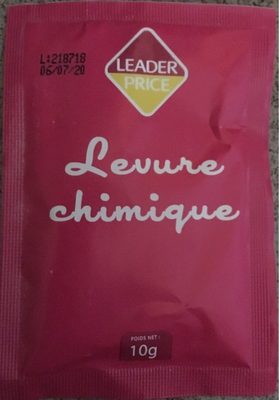 L:218718
06/07/20
LEADER
PRICE
Levure
chimique
POIDS NET :
10g